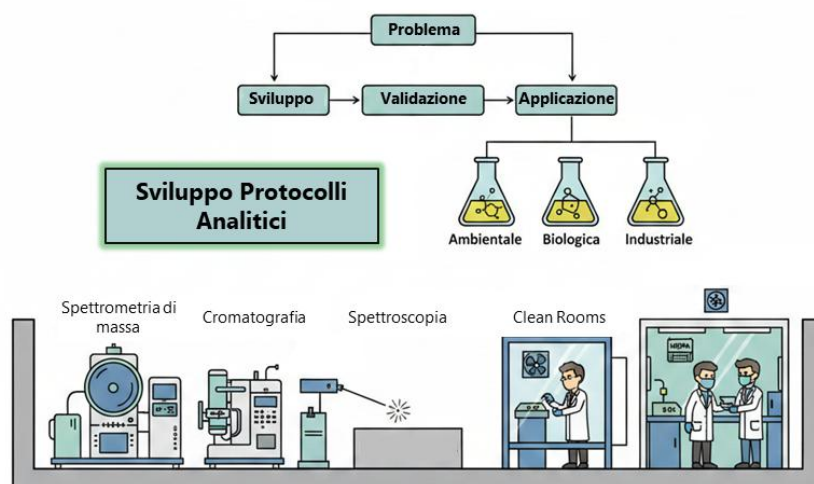 Problema
Sviluppo
Validazione
Applicazione
Sviluppo Protocolli
Analitici
Ambientale
Biologica
Industriale
Spettrometria di
massa
Cromatografia
Spettroscopia
Clean Rooms